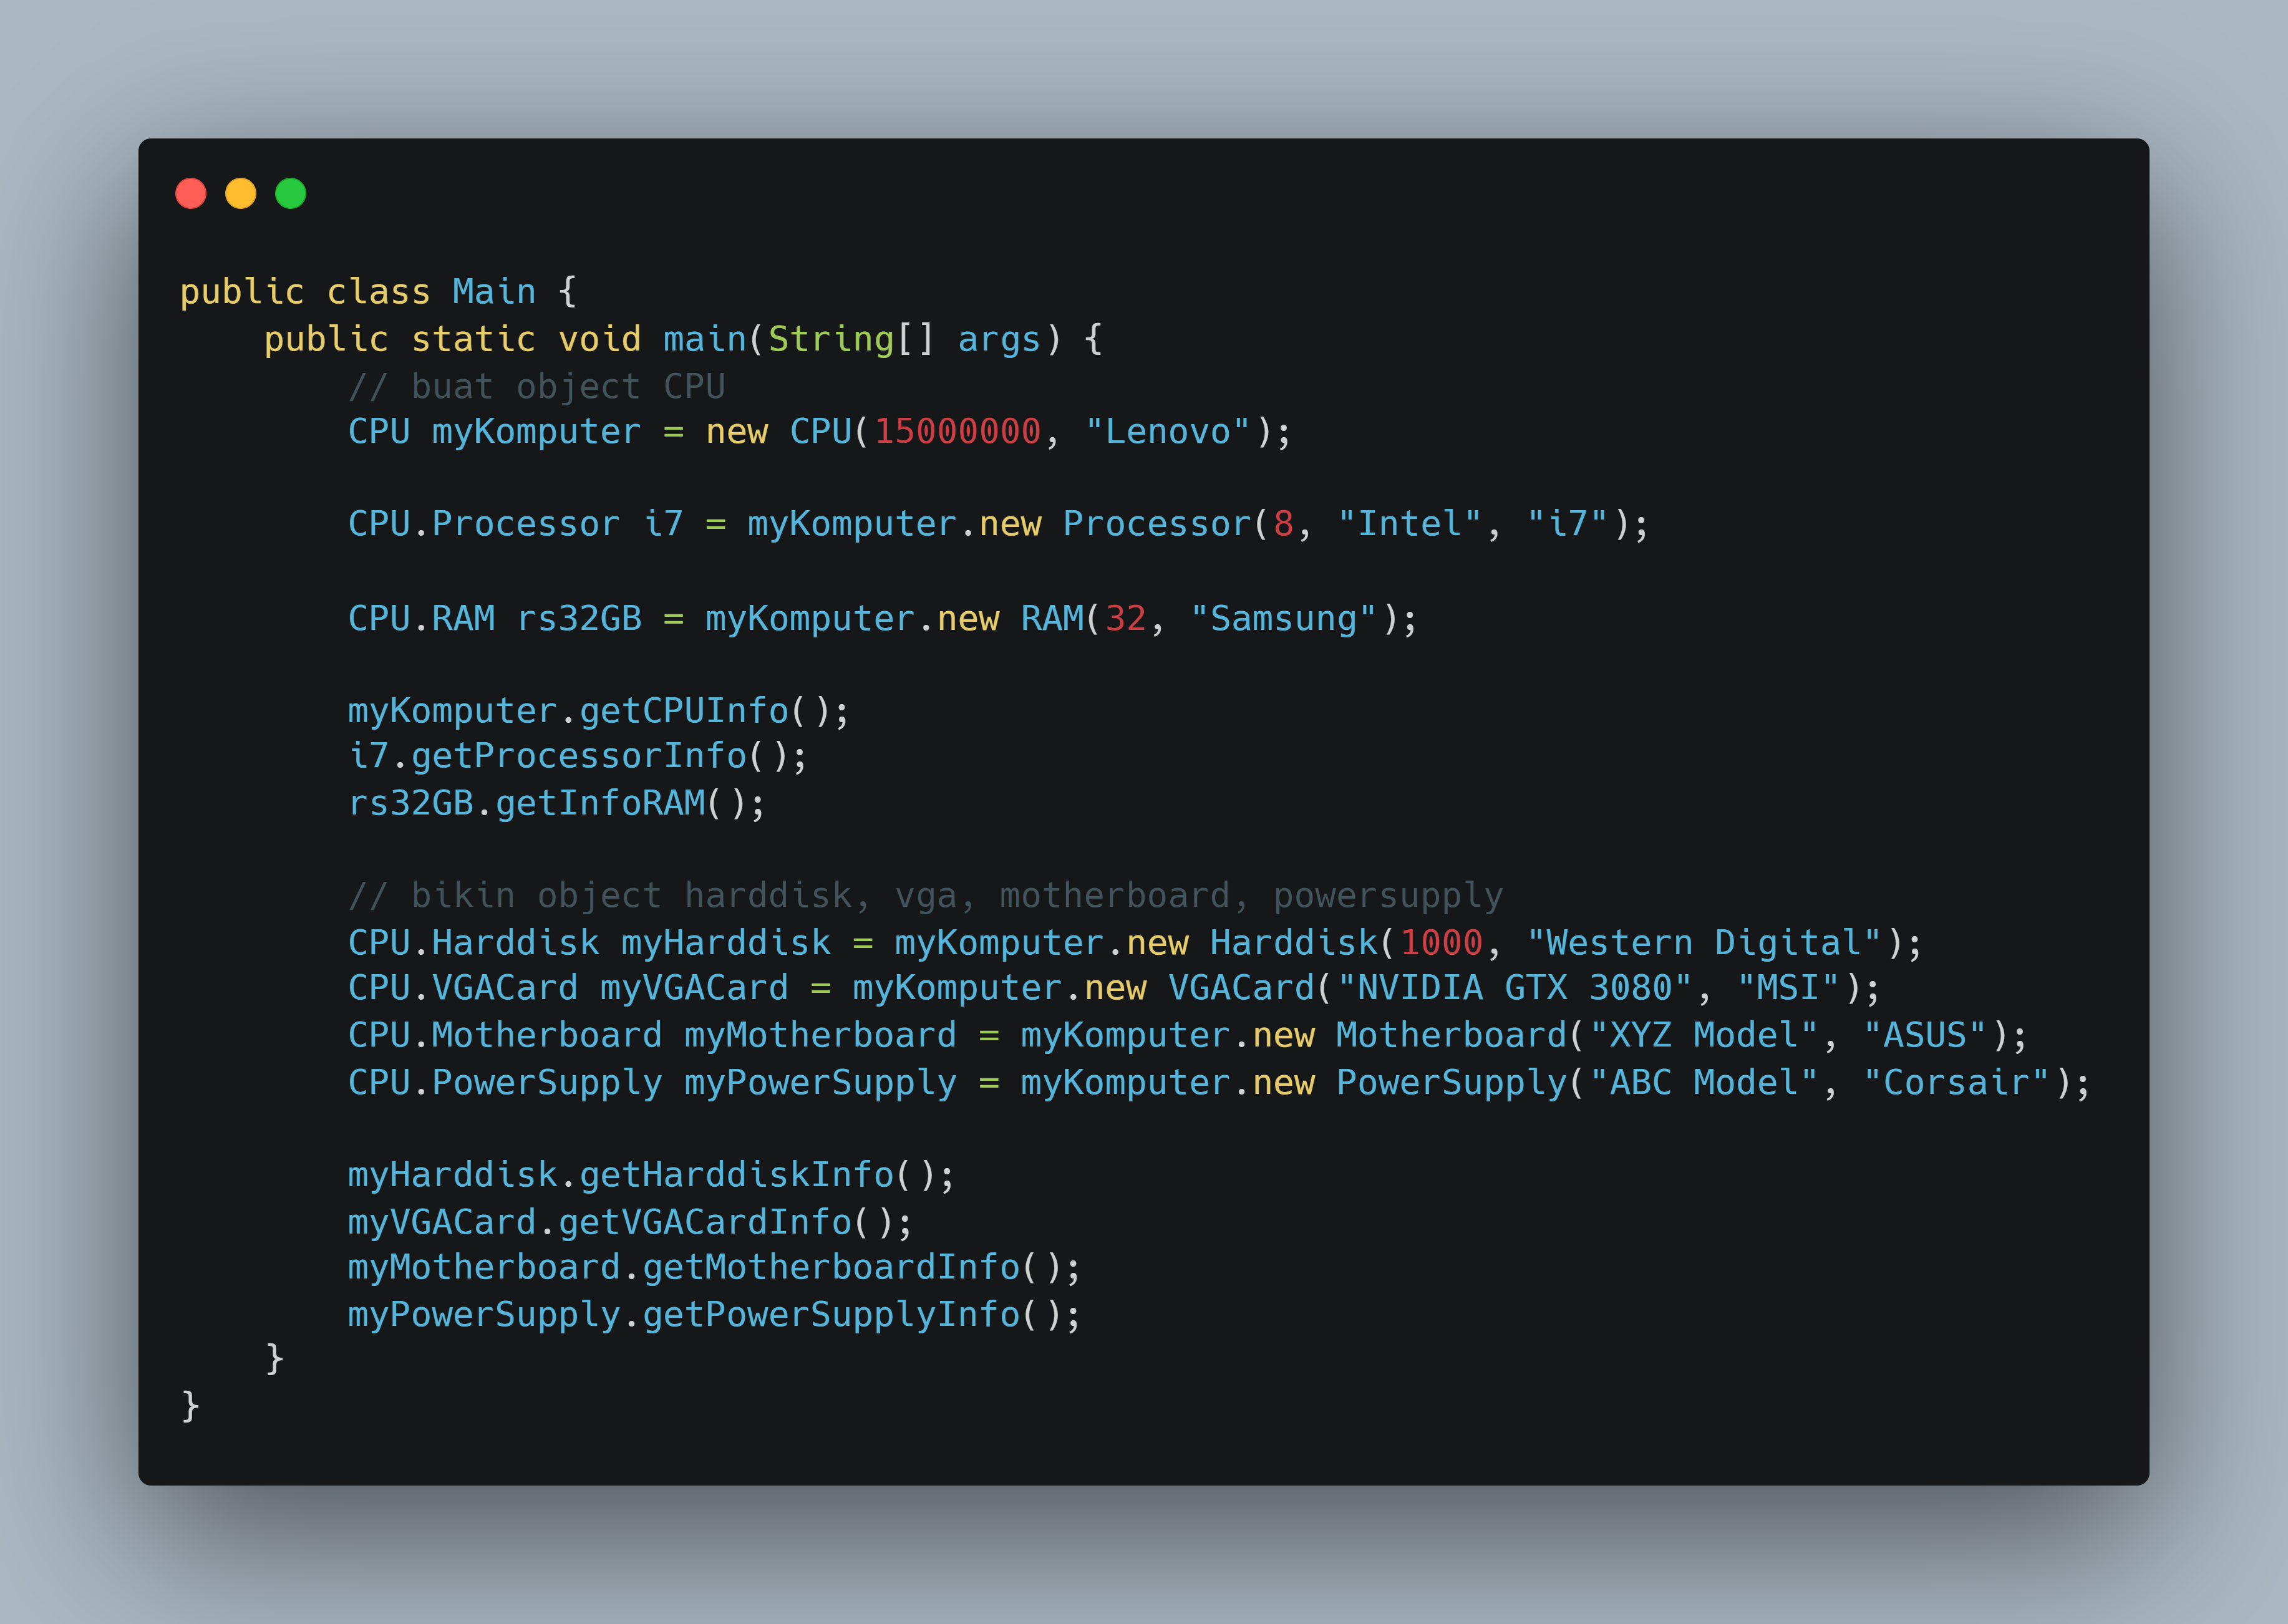 public class Main {
    public static void main(String[] args) {
        // buat object CPU
        CPU myKomputer = new CPU(15000000, "Lenovo");

        CPU.Processor i7 = myKomputer.new Processor(8, "Intel", "i7");

        CPU.RAM rs32GB = myKomputer.new RAM(32, "Samsung");

        myKomputer.getCPUInfo();
        i7.getProcessorInfo();
        rs32GB.getInfoRAM();

        // bikin object harddisk, vga, motherboard, powersupply
        CPU.Harddisk myHarddisk = myKomputer.new Harddisk(1000, "Western Digital");
        CPU.VGACard myVGACard = myKomputer.new VGACard("NVIDIA GTX 3080", "MSI");
        CPU.Motherboard myMotherboard = myKomputer.new Motherboard("XYZ Model", "ASUS");
        CPU.PowerSupply myPowerSupply = myKomputer.new PowerSupply("ABC Model", "Corsair");

        myHarddisk.getHarddiskInfo();
        myVGACard.getVGACardInfo();
        myMotherboard.getMotherboardInfo();
        myPowerSupply.getPowerSupplyInfo();
    }
}